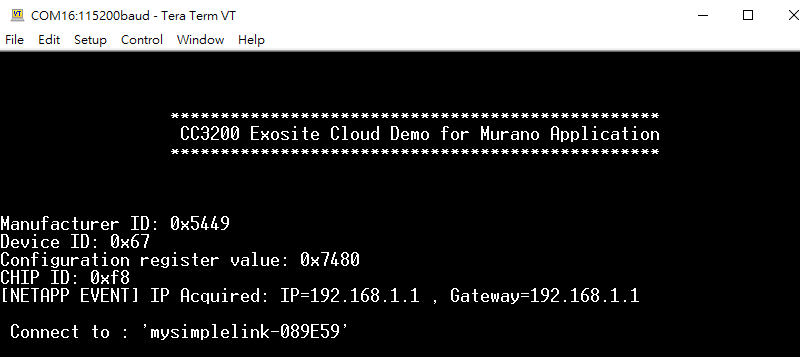 COM16:115200baud - Tera Term VT
File Edit Setup Control Window Help
*************************************************
CC3200 Exosite Cloud Demo for Murano Application
*************************************************
Manufacturer ID: 0x5449
Device ID: 0x67
Configuration register value: 0x7480
CHIP ID: 0xf8
[NETAPP EVENT] IP Acquired: IP=192.168.1.1 , Gateway=192.168.1.1
Connect to : 'mysimplelink-089E59'